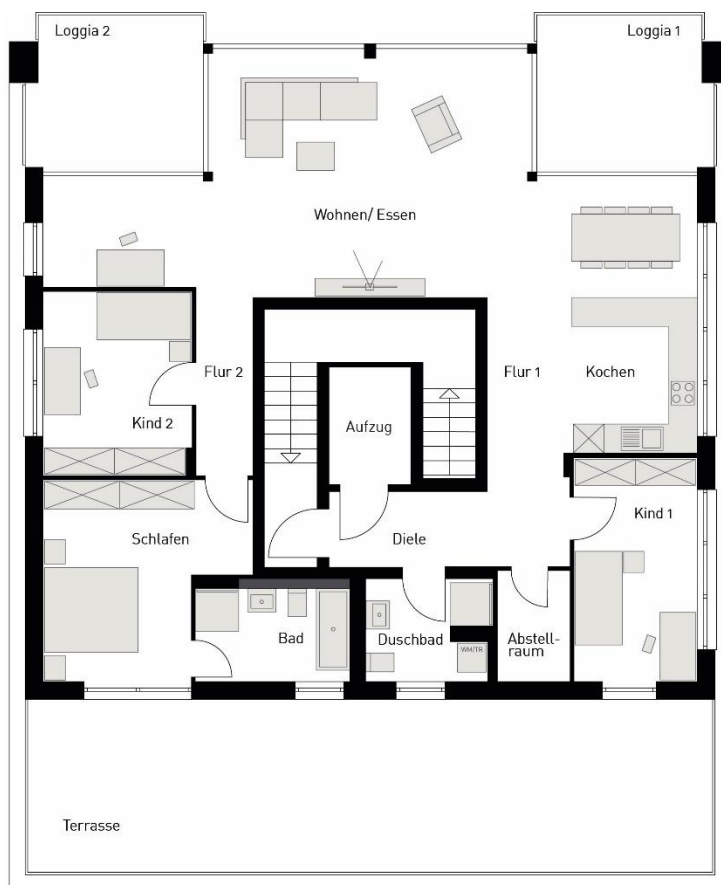 Loggia 2
Loggia 1
Wohnen/ Essen
Flur 2
Flur 1
Kochen
Kind 2
Aufzug
Kind 1
Schlafen
Diele
Bad
Duschbad
Abstell-
raum
WM/TR
Terrasse